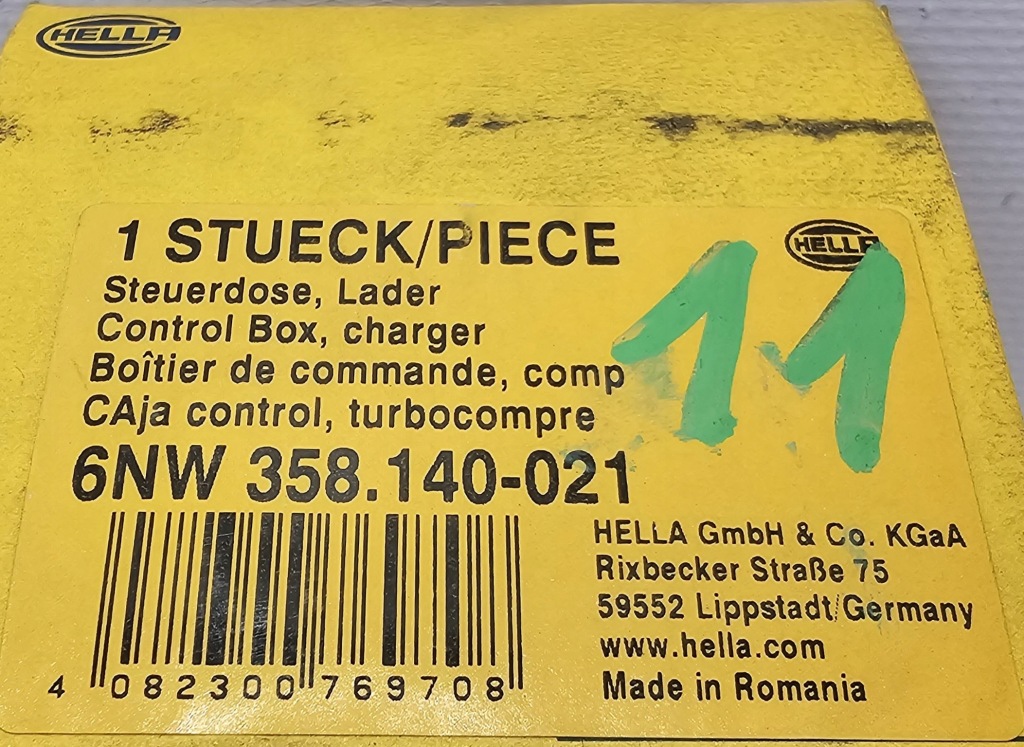 HELLA
1 STUECK/PIECE
HELLA
Steuerdose, Lader
Control Box, charger
Boîtier de commande, comp
CAja control, turbocompre
11
6NW 358.140-021
HELLA GmbH & Co. KGaA
Rixbecker Straße 75
59552 Lippstadt/Germany
www.hella.com
Made in Romania
4 082300 769708